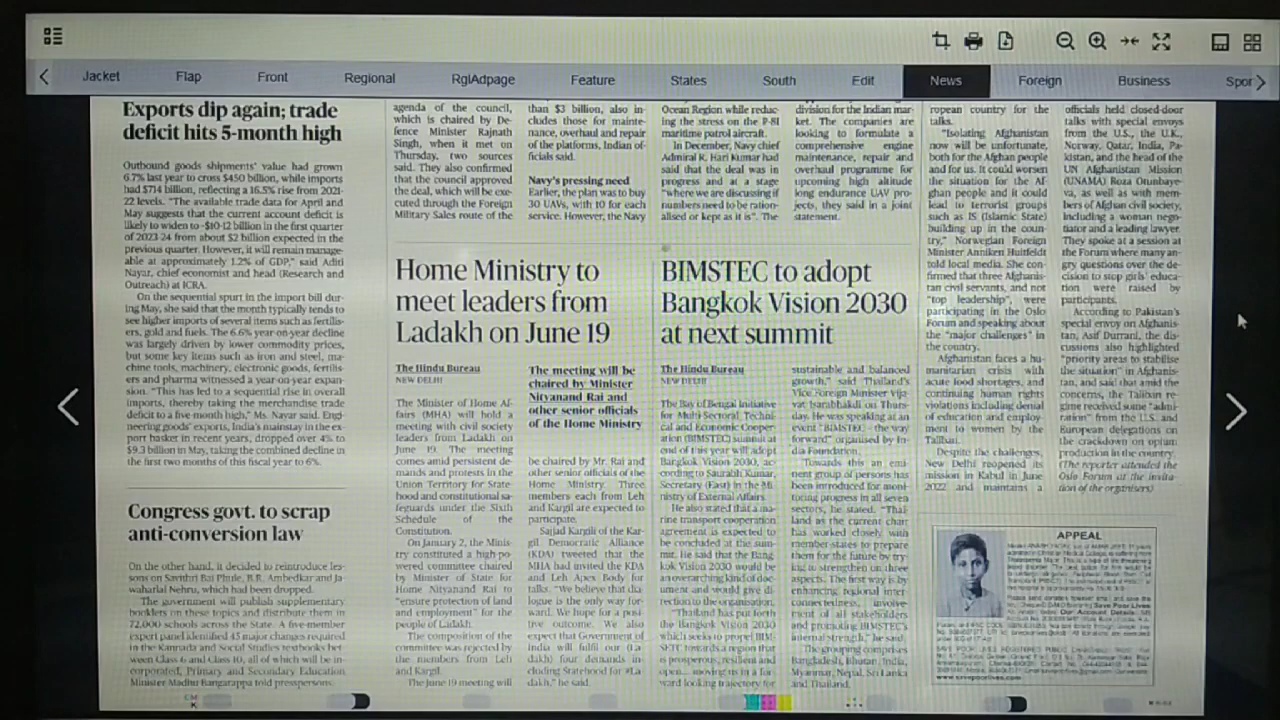 Jacket Flap Front Regional RglAdpage Feature States South Edit News Foreign Business Spor
Exports dip again; trade
deficit hits 5-month high
Outbound goods shipments' value had grown
6.7% last year to cross $450 billion, while imports
had $714 billion, reflecting a 16.5% rise from 2021-
22 levels. "The available trade data for April and
May suggests that the current account deficit is
likely to widen to ~$10-12 billion in the first quarter
of 2023-24 from about $2 billion expected in the
previous quarter. However, it will remain manage-
able at approximately 1.2% of GDP," said Aditi
Nayar, chief economist and head (Research and
Outreach) at ICRA.
On the sequential spurt in the import bill dur-
ing May, she said that the month typically tends to
see higher imports of several items such as fertilis-
ers, gold and fuels. The 6.6% year-on-year decline
was largely driven by lower commodity prices,
but some key items such as iron and steel, ma-
chine tools, machinery, electronic goods, fertilis-
ers and pharma witnessed a year-on-year expan-
sion. "This has led to a sequential rise in overall
imports, thereby taking the merchandise trade
deficit to a five-month high," Ms. Nayar said. Engi-
neering goods' exports, India's mainstay in the ex-
port basket in recent years, dropped over 4% to
$9.3 billion in May, taking the combined decline in
the first two months of this fiscal year to 6%.
Congress govt. to scrap
anti-conversion law
On the other hand, it decided to reintroduce les-
sons on Savithri Bai Phule, B.R. Ambedkar and Ja-
waharlal Nehru, which had been dropped.
The government will publish supplementary
booklets on these topics and distribute them in
72,000 schools across the State. A five-member
expert panel identified 45 major changes required
in the Kannada and Social Studies textbooks bet-
ween Class 6 and Class 10, all of which will be in-
corporated, Primary and Secondary Education
Minister Madhu Bangarappa told presspersons.
agenda of the council,
which is chaired by De-
fence Minister Rajnath
Singh, when it met on
Thursday, two sources
said. They also confirmed
that the council approved
the deal, which will be exe-
cuted through the Foreign
Military Sales route of the
than $3 billion, also in-
cludes those for mainte-
nance, overhaul and repair
of the platforms, Indian of-
ficials said.
Navy's pressing need
Earlier, the plan was to buy
30 UAVs, with 10 for each
service. However, the Navy
Ocean Region while reduc-
ing the stress on the P-8I
maritime patrol aircraft.
In December, Navy chief
Admiral R. Hari Kumar had
said that the deal was in
progress and at a stage
"where we are discussing if
numbers need to be ration-
alised or kept as it is". The
division for the Indian mar-
ket. The companies are
looking to formulate a
comprehensive engine
maintenance, repair and
overhaul programme for
upcoming high altitude
long endurance UAV pro-
jects, they said in a joint
statement.
Home Ministry to
meet leaders from
Ladakh on June 19
The Hindu Bureau
NEW DELHI
The Minister of Home Af-
fairs (MHA) will hold a
meeting with civil society
leaders from Ladakh on
June 19. The meeting
comes amid persistent de-
mands and protests in the
Union Territory for State-
hood and constitutional sa-
feguards under the Sixth
Schedule of the
Constitution.
On January 2, the Minis-
try constituted a high-po-
wered committee chaired
by Minister of State for
Home Nityanand Rai to
"ensure protection of land
and employment" for the
people of Ladakh.
The composition of the
committee was rejected by
the members from Leh
and Kargil.
The June 19 meeting will
The meeting will be
chaired by Minister
Nityanand Rai and
other senior officials
of the Home Ministry
be chaired by Mr. Rai and
other senior officials of the
Home Ministry. Three
members each from Leh
and Kargil are expected to
participate.
Sajjad Kargili of the Kar-
gil Democratic Alliance
(KDA) tweeted that the
MHA had invited the KDA
and Leh Apex Body for
talks. "We believe that dia-
logue is the only way for-
ward. We hope for a posi-
tive outcome. We also
expect that Government of
India will fulfil our (La-
dakh) four demands in-
cluding Statehood for #La-
dakh," he said.
BIMSTEC to adopt
Bangkok Vision 2030
at next summit
The Hindu Bureau
NEW DELHI
The Bay of Bengal Initiative
for Multi-Sectoral Techni-
cal and Economic Cooper-
ation (BIMSTEC) summit at
end of this year will adopt
Bangkok Vision 2030, ac-
cording to Saurabh Kumar,
Secretary (East) in the Mi-
nistry of External Affairs.
He also stated that a ma-
rine transport cooperation
agreement is expected to
be concluded at the sum-
mit. He said that the Bang-
kok Vision 2030 would be
an overarching kind of doc-
ument and would give di-
rection to the organisation.
"Thailand has put forth
the Bangkok Vision 2030
which seeks to propel BIM-
STEC towards a region that
is prosperous, resilient and
open... moving us in a for-
ward looking trajectory for
sustainable and balanced
growth," said Thailand's
Vice Foreign Minister Vija-
vat Isarabhakdi on Thurs-
day. He was speaking at an
event "BIMSTEC - the way
forward" organised by In-
dia Foundation.
Towards this an emi-
nent group of persons has
been introduced for moni-
toring progress in all seven
sectors, he stated. "Thai-
land as the current chair
has worked closely with
member-states to prepare
them for the future by try-
ing to strengthen on three
aspects. The first way is by
enhancing regional inter-
connectedness, involve-
ment of all stakeholders
and promoting BIMSTEC's
internal strength," he said.
The grouping comprises
Bangladesh, Bhutan, India,
Myanmar, Nepal, Sri Lanka
and Thailand.
ropean country for the
talks.
"Isolating Afghanistan
now will be unfortunate,
both for the Afghan people
and for us. It could worsen
the situation for the Af-
ghan people and it could
lead to terrorist groups
such as IS (Islamic State)
building up in the coun-
try," Norwegian Foreign
Minister Anniken Huitfeldt
told local media. She con-
firmed that three Afghanis-
tan civil servants, and not
"top leadership", were
participating in the Oslo
Forum and speaking about
the "major challenges" in
the country.
Afghanistan faces a hu-
manitarian crisis with
acute food shortages, and
continuing human rights
violations including denial
of education and employ-
ment to women by the
Taliban.
Despite the challenges,
New Delhi reopened its
mission in Kabul in June
2022 and maintains a
officials held closed-door
talks with special envoys
from the U.S., the U.K.,
Norway, Qatar, India, Pa-
kistan, and the head of the
UN Afghanistan Mission
(UNAMA) Roza Otunbaye-
va, as well as with mem-
bers of Afghan civil society,
including a woman nego-
tiator and a leading lawyer.
They spoke at a session at
the Forum where many an-
gry questions over the de-
cision to stop girls' educa-
tion were raised by
participants.
According to Pakistan's
special envoy on Afghanis-
tan, Asif Durrani, the dis-
cussions also highlighted
"priority areas to stabilise
the situation" in Afghanis-
tan, and said that amid the
concerns, the Taliban re-
gime received some "admi-
ration" from the U.S. and
European delegations on
the crackdown on opium
production in the country.
(The reporter attended the
Oslo Forum at the invita-
tion of the organisers)
APPEAL
www.savepoorlives.com